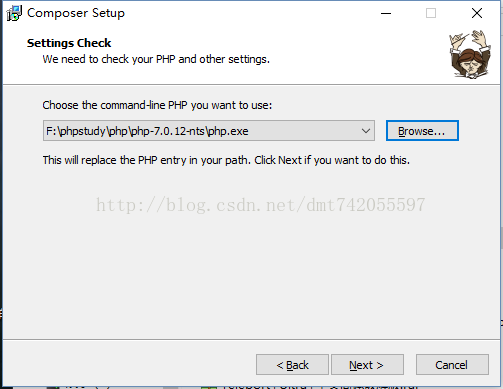 Composer Setup
Settings Check
We need to check your PHP and other settings.
Choose the command-line PHP you want to use:
F:\phpstudy\php\php-7.0.12-nts\php.exe
Browse...
This will replace the PHP entry in your path. Click Next if you want to do this.
http://blog.csdn.net/dmt742055597
< Back
Next >
Cancel